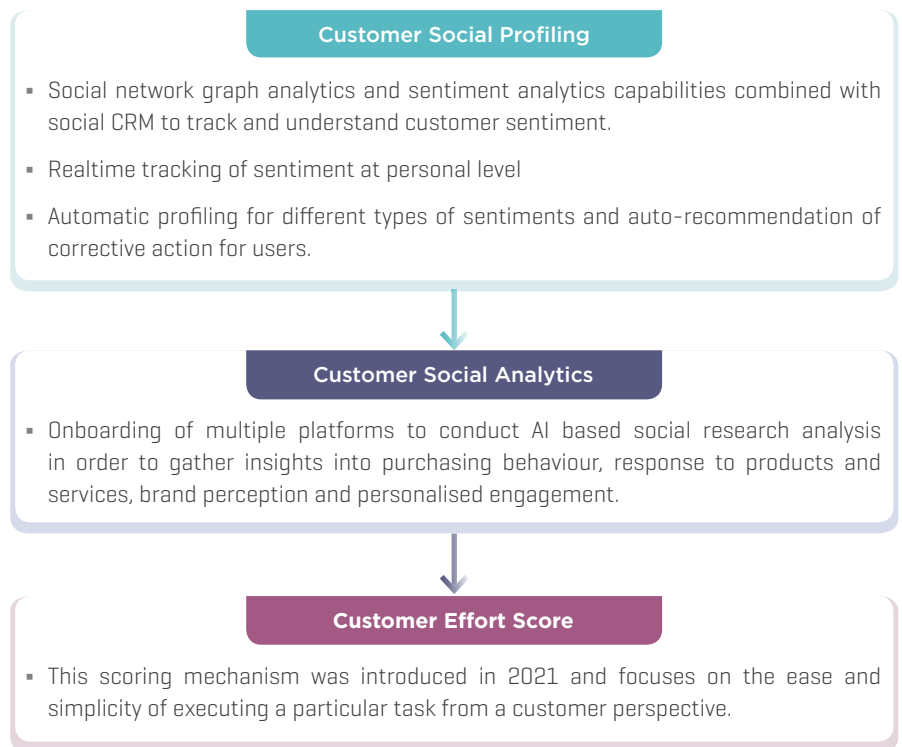 Customer Social Profiling
▪ Social network graph analytics and sentiment analytics capabilities combined with
social CRM to track and understand customer sentiment.
▪ Realtime tracking of sentiment at personal level
▪ Automatic profiling for different types of sentiments and auto-recommendation of
corrective action for users.
Customer Social Analytics
▪ Onboarding of multiple platforms to conduct AI based social research analysis
in order to gather insights into purchasing behaviour, response to products and
services, brand perception and personalised engagement.
Customer Effort Score
▪ This scoring mechanism was introduced in 2021 and focuses on the ease and
simplicity of executing a particular task from a customer perspective.